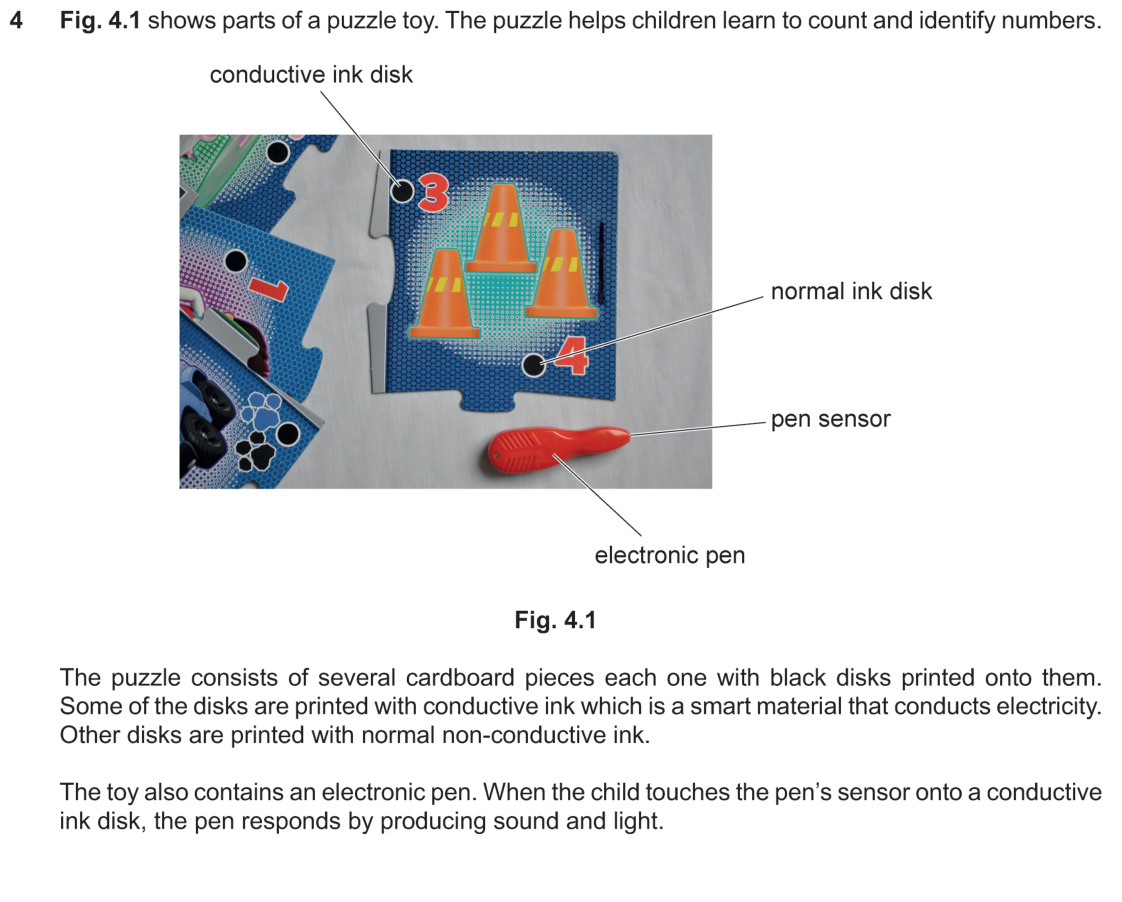 4 Fig. 4.1 shows parts of a puzzle toy. The puzzle helps children learn to count and identify numbers.
conductive ink disk
3
1
normal ink disk
4
pen sensor
electronic pen
Fig. 4.1
The puzzle consists of several cardboard pieces each one with black disks printed onto them.
Some of the disks are printed with conductive ink which is a smart material that conducts electricity.
Other disks are printed with normal non-conductive ink.
The toy also contains an electronic pen. When the child touches the pen’s sensor onto a conductive
ink disk, the pen responds by producing sound and light.